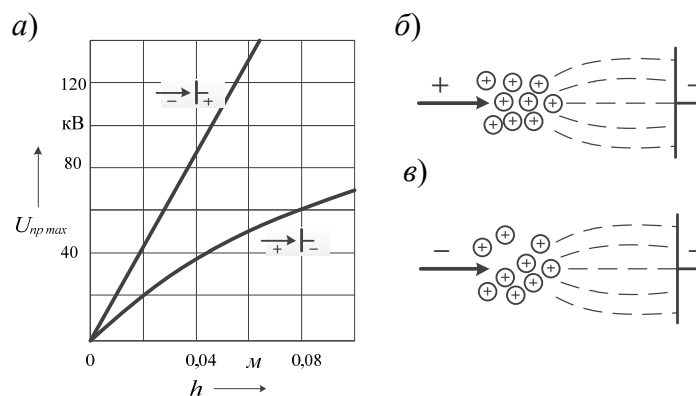 а)
120
кВ
80
U пр max
40
− +
+ −
0
0,04
м
0,08
h
б)
+ −
+ + +
+ + +
+ + +
в)
− −
+ + +
+ +
+ +
+ +